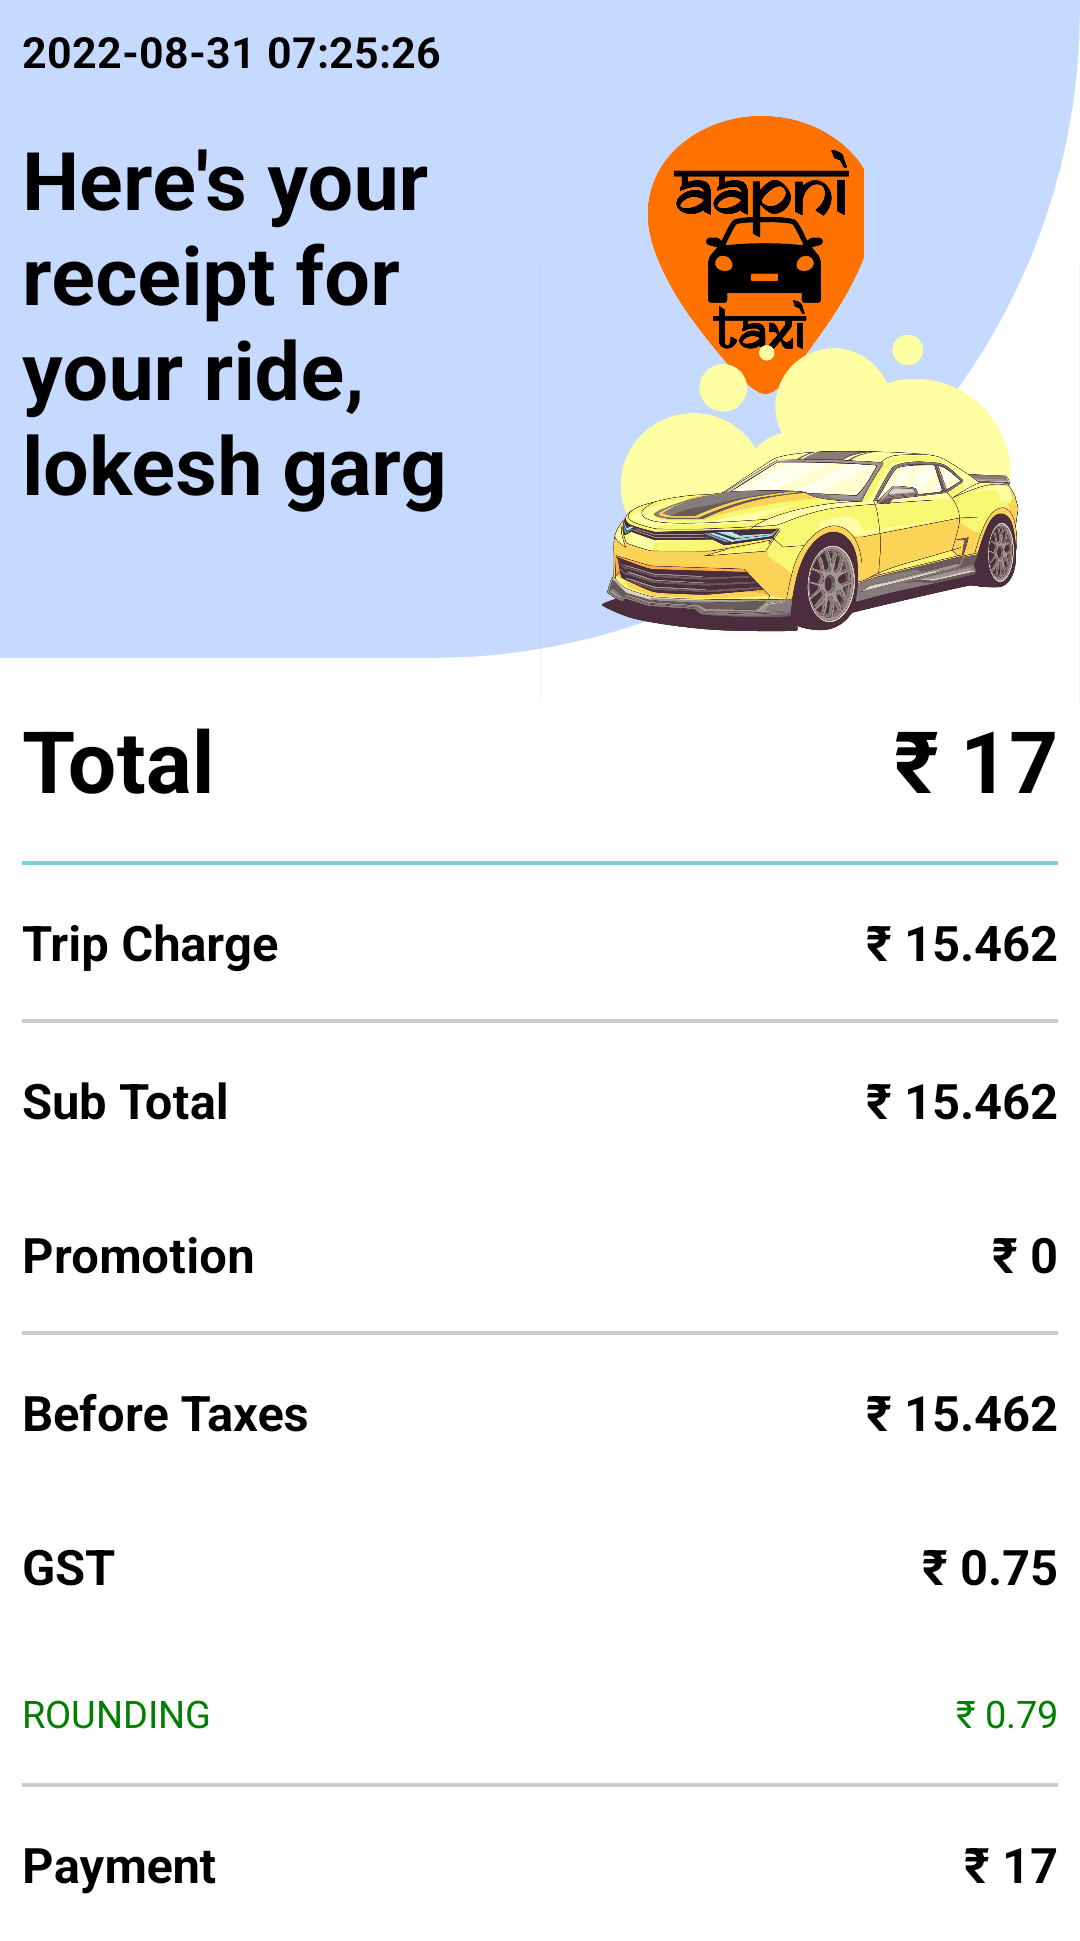 2022-08-31 07:25:26
Here's your
receipt for
your ride,
lokesh garg
aapni
taxi
Total ₹ 17
Trip Charge ₹ 15.462
Sub Total ₹ 15.462
Promotion ₹ 0
Before Taxes ₹ 15.462
GST ₹ 0.75
ROUNDING ₹ 0.79
Payment ₹ 17